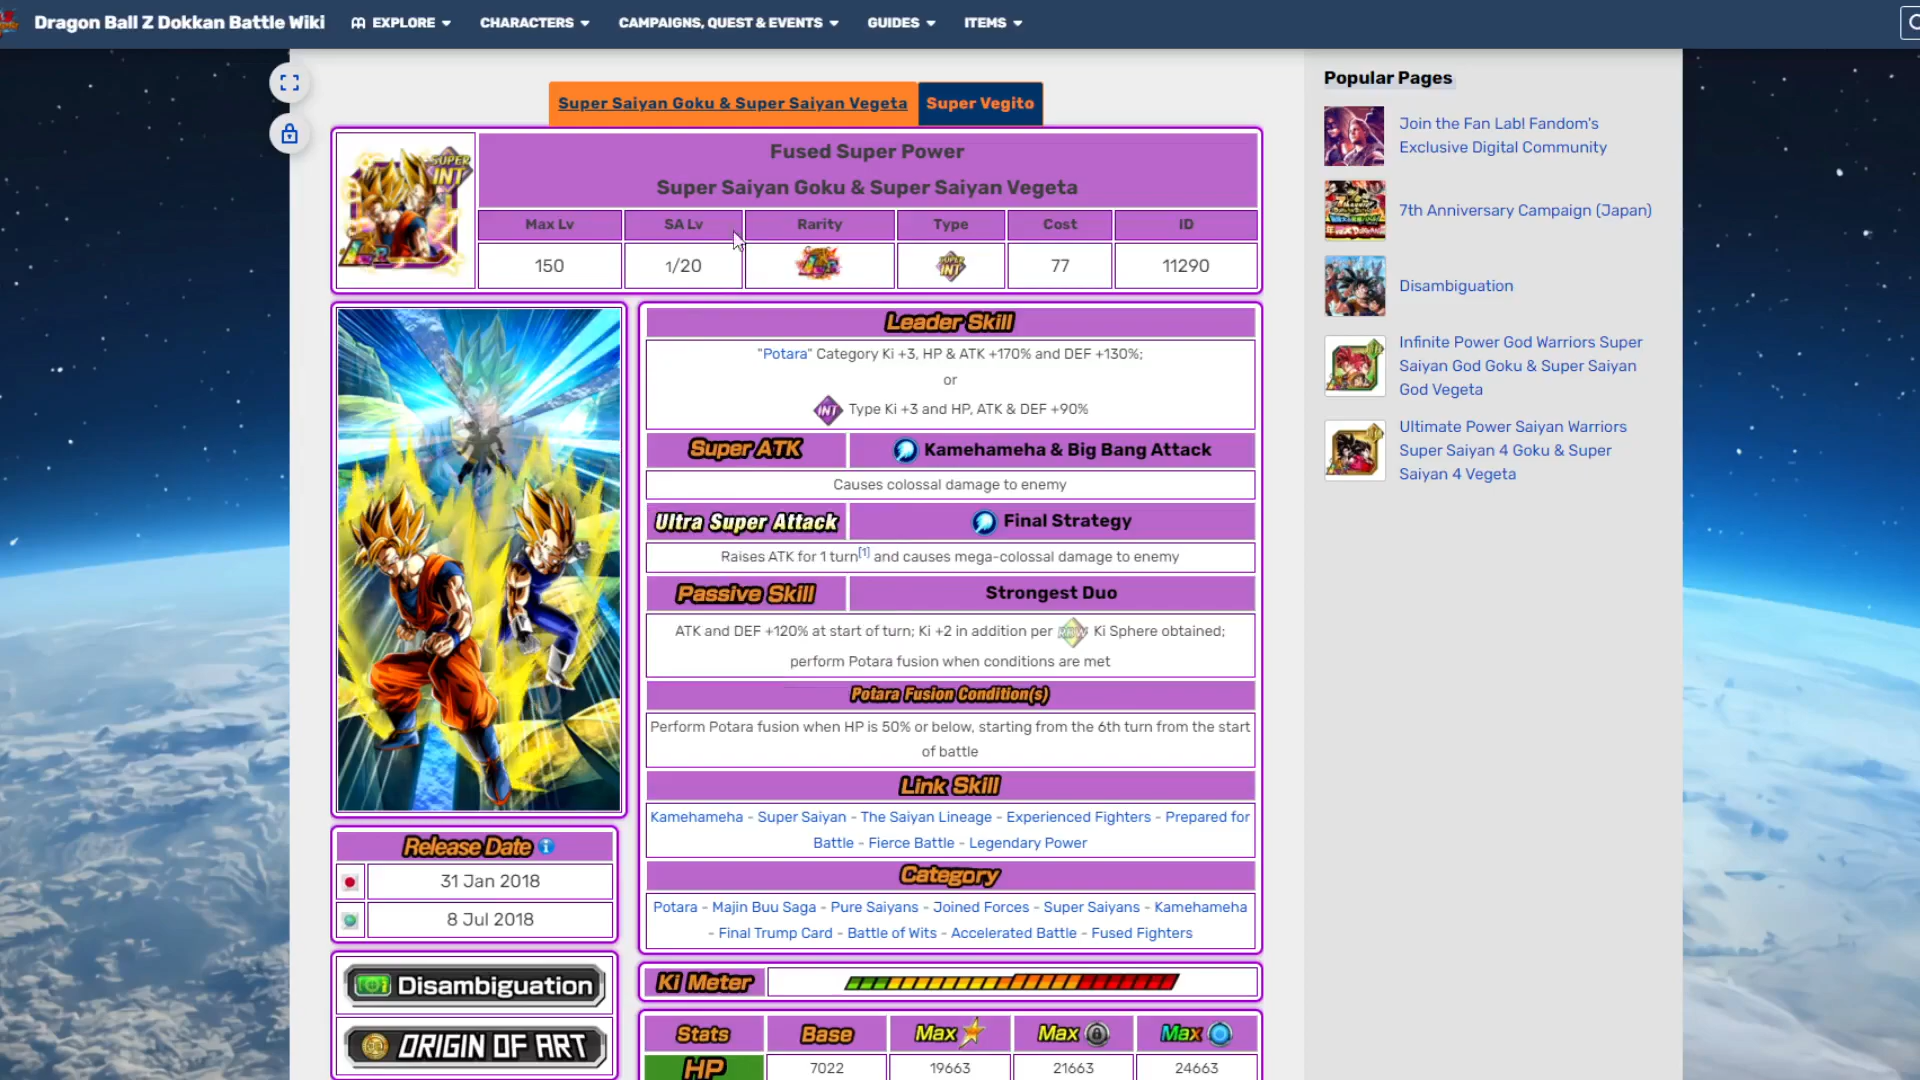 Dragon Ball Z Dokkan Battle Wiki
EXPLORE
CHARACTERS
CAMPAIGNS, QUEST & EVENTS
GUIDES
ITEMS
Super Saiyan Goku & Super Saiyan Vegeta
Super Vegito
Fused Super Power
Super Saiyan Goku & Super Saiyan Vegeta
Max Lv
SA Lv
Rarity
Type
Cost
ID
150
1/20
LR
SUPER INT
77
11290
SUPER INT
LR
Leader Skill
"Potara" Category Ki +3, HP & ATK +170% and DEF +130%;
or
INT Type Ki +3 and HP, ATK & DEF +90%
Super ATK
Kamehameha & Big Bang Attack
Causes colossal damage to enemy
Ultra Super Attack
Final Strategy
Raises ATK for 1 turn[1] and causes mega-colossal damage to enemy
Passive Skill
Strongest Duo
ATK and DEF +120% at start of turn; Ki +2 in addition per RBW Ki Sphere obtained;
perform Potara fusion when conditions are met
Potara Fusion Condition(s)
Perform Potara fusion when HP is 50% or below, starting from the 6th turn from the start
of battle
Link Skill
Kamehameha - Super Saiyan - The Saiyan Lineage - Experienced Fighters - Prepared for
Battle - Fierce Battle - Legendary Power
Category
Potara - Majin Buu Saga - Pure Saiyans - Joined Forces - Super Saiyans - Kamehameha
- Final Trump Card - Battle of Wits - Accelerated Battle - Fused Fighters
Ki Meter
Stats
Base
Max
Max
Max
HP
7022
19663
21663
24663
Release Date
31 Jan 2018
8 Jul 2018
Disambiguation
ORIGIN OF ART
Popular Pages
Join the Fan Lab! Fandom's
Exclusive Digital Community
7th Anniversary Campaign (Japan)
Disambiguation
Infinite Power God Warriors Super
Saiyan God Goku & Super Saiyan
God Vegeta
Ultimate Power Saiyan Warriors
Super Saiyan 4 Goku & Super
Saiyan 4 Vegeta